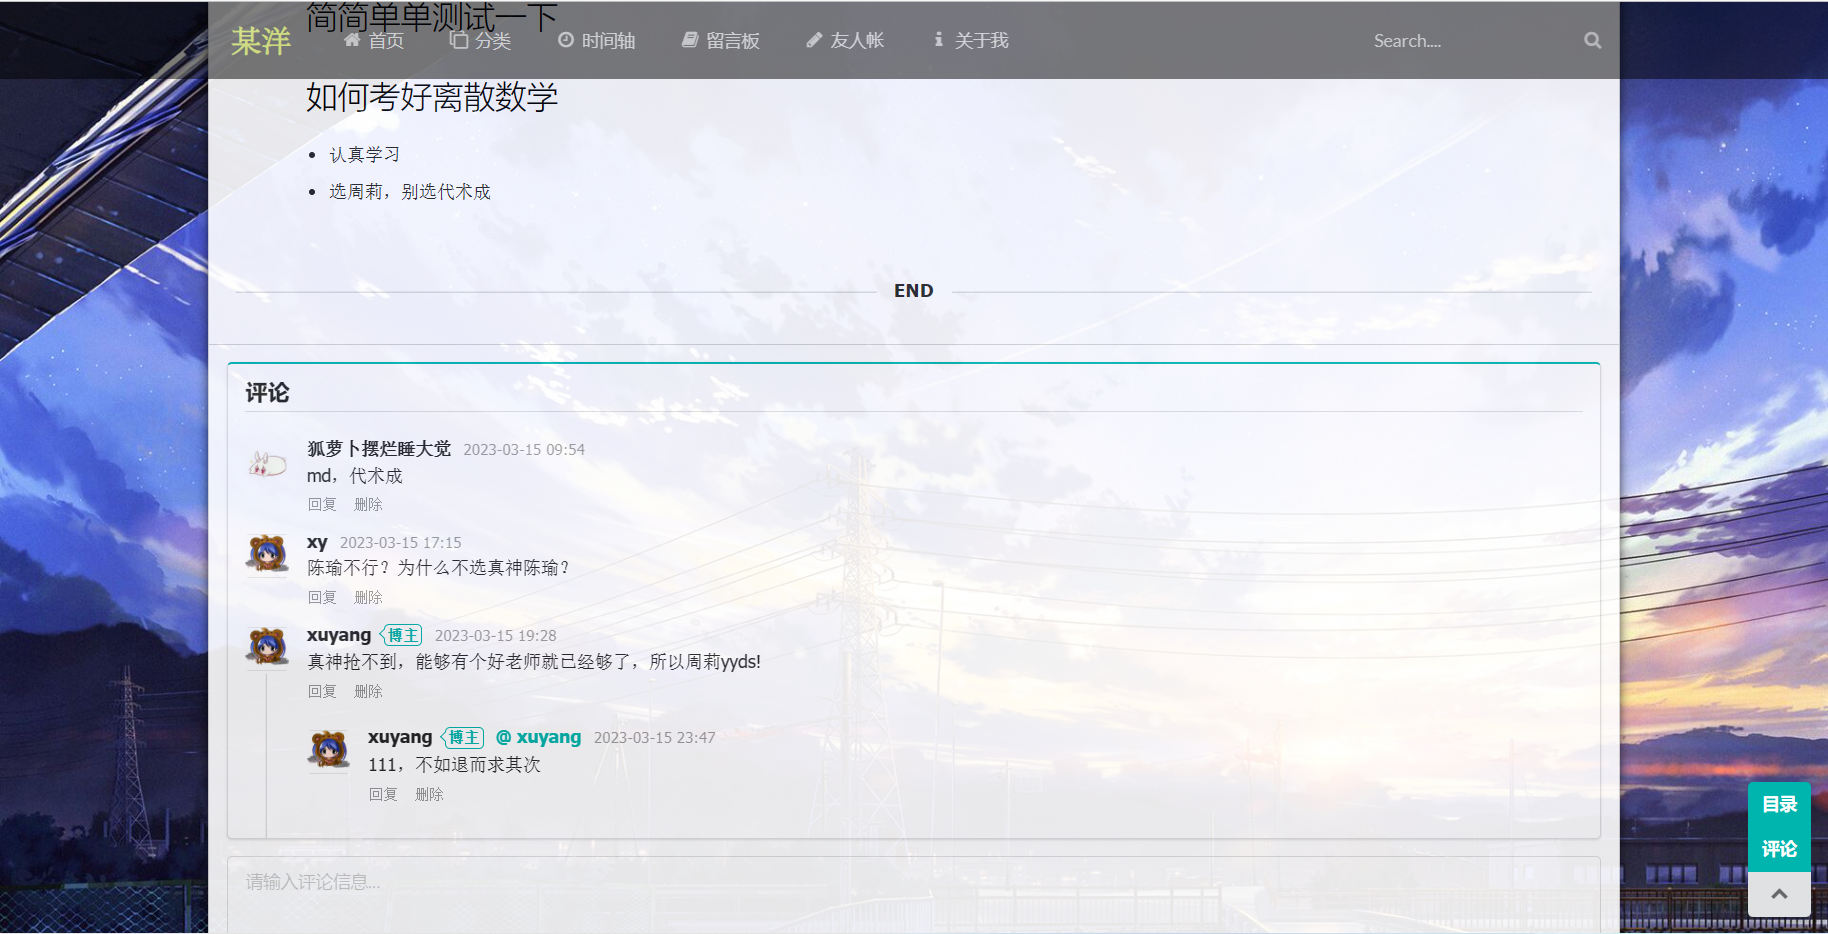 简简单单测试一下
某洋 首页 分类 时间轴 留言板 友人帐 关于我 Search....
如何考好离散数学
认真学习
选周莉，别选代术成
END
评论
狐萝卜摆烂睡大觉 2023-03-15 09:54
md，代术成
回复 删除
xy 2023-03-15 17:15
陈瑜不行？为什么不选真神陈瑜？
回复 删除
xuyang 博主 2023-03-15 19:28
真神抢不到，能够有个好老师就已经够了，所以周莉yyds!
回复 删除
xuyang 博主 @ xuyang 2023-03-15 23:47
111，不如退而求其次
回复 删除
请输入评论信息...
目录
评论